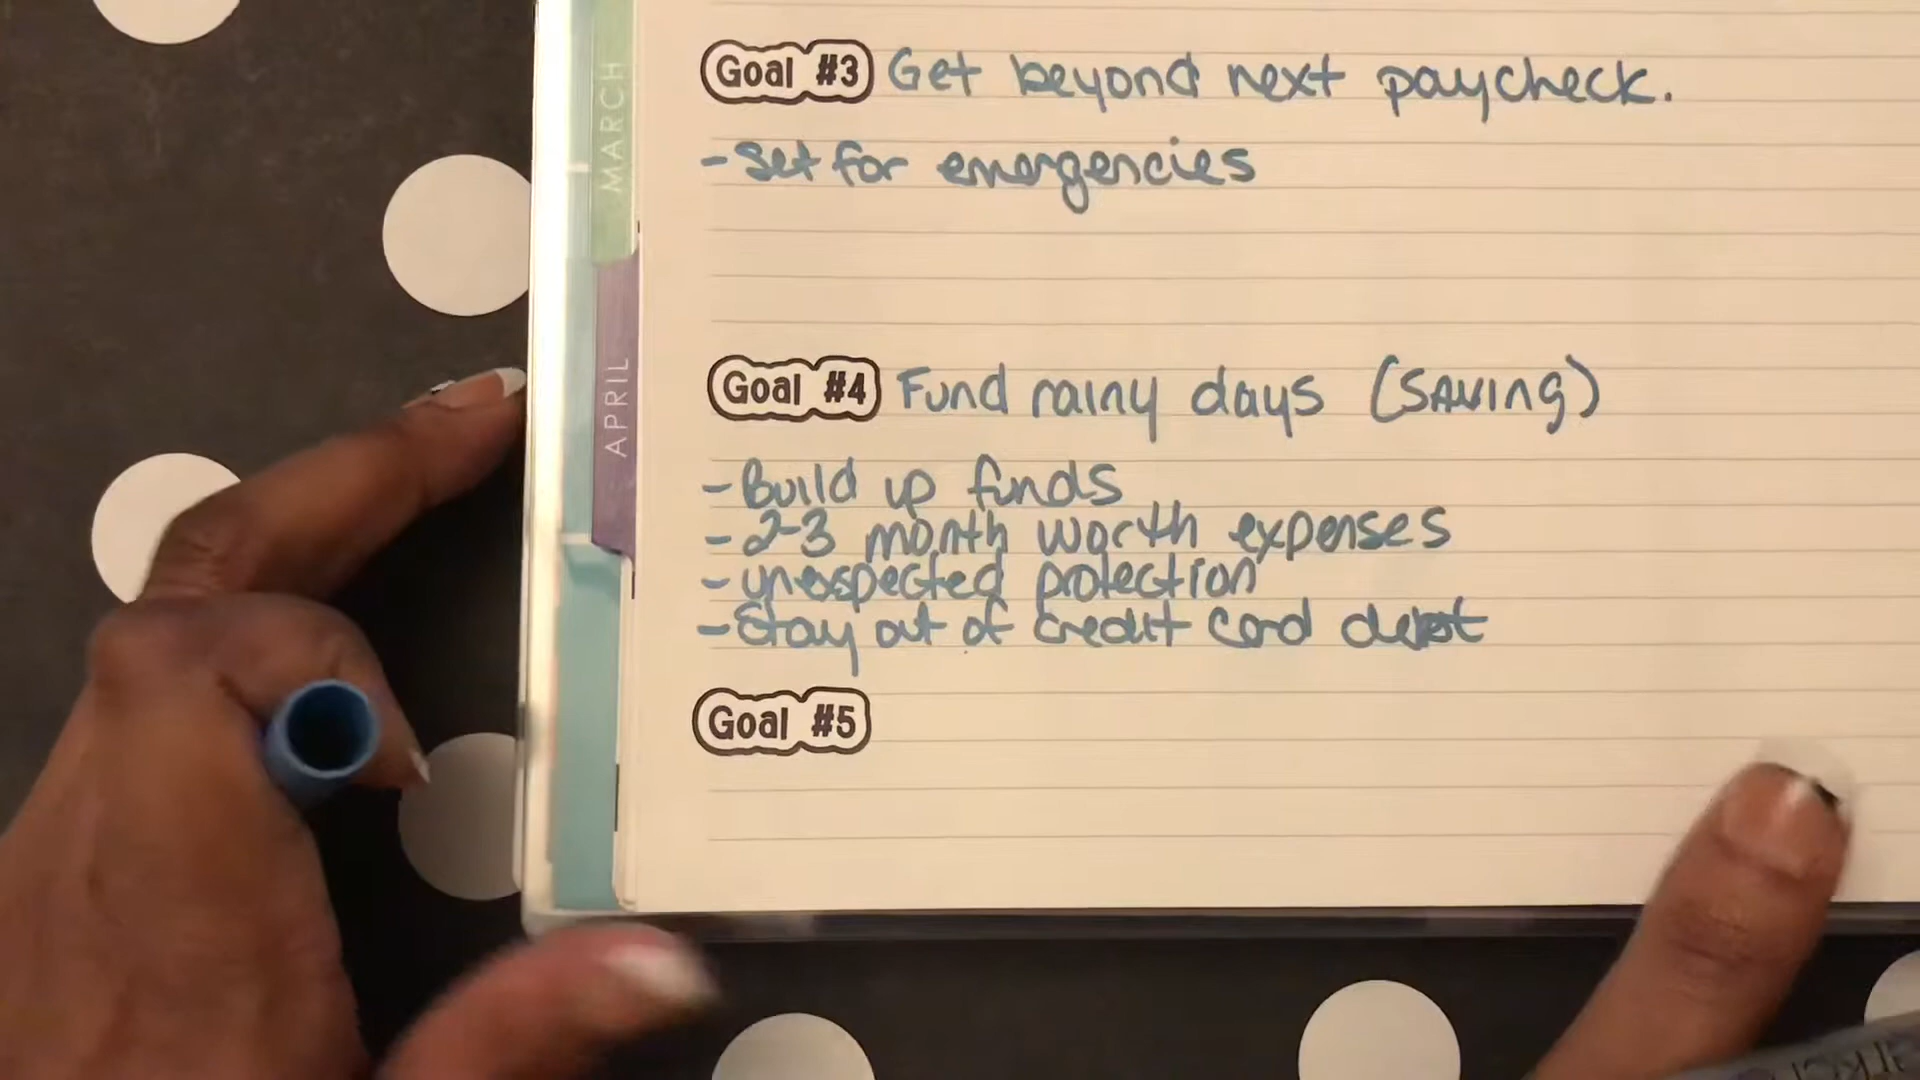 MARCH
Goal #3 Get beyond next paycheck.
- Set for emergencies
APRIL
Goal #4 Fund rainy days (SAVING)
- Build up funds
- 2-3 month worth expenses
- unexspected protection
- Stay out of credit card debt
Goal #5